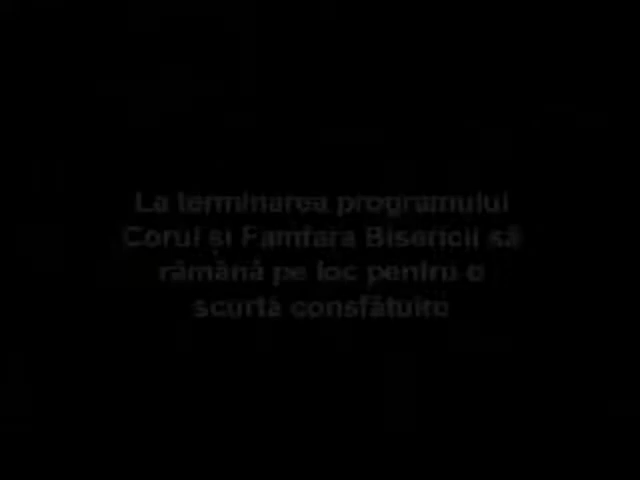 La terminarea programului
Corul și Fanfara Bisericii să
rămână pe loc pentru o
scurtă consfătuire